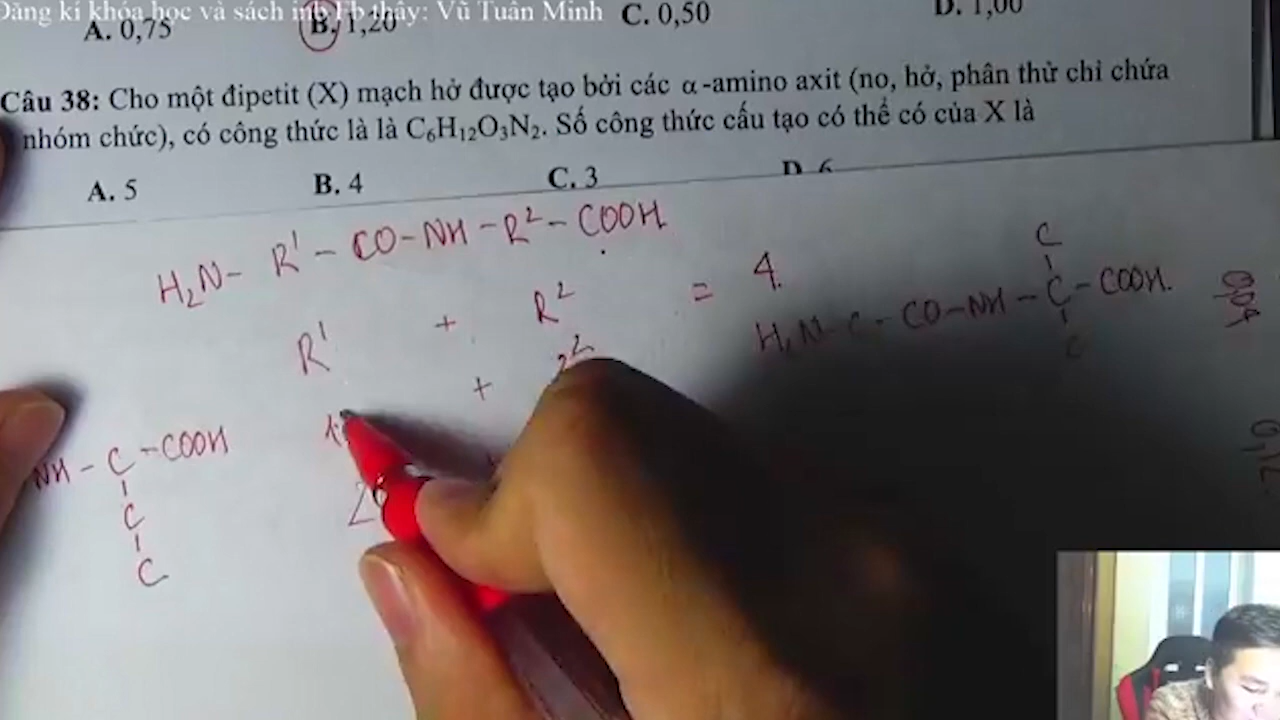 Đăng kí khóa học và sách inb Fb thầy: Vũ Tuấn Minh
A. 0,75 B. 1,20 C. 0,50 D. 1,00
Câu 38: Cho một đipetit (X) mạch hở được tạo bởi các α-amino axit (no, hở, phân thử chỉ chứa
nhóm chức), có công thức là là C₆H₁₂O₃N₂. Số công thức cấu tạo có thể có của X là
A. 5 B. 4 C. 3 D. 6
H₂N- R¹ - CO-NH-R²-COOH
R¹ + R² = 4.
C
H₂N-C-CO-NH-C-COOH.
C
+
NH-C-COOH
C
C